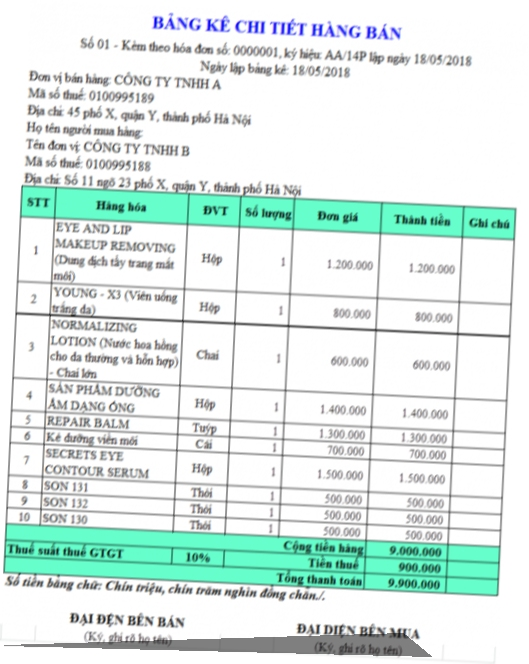 BẢNG KÊ CHI TIẾT HÀNG BÁN
Số 01 - Kèm theo hóa đơn số: 0000001, ký hiệu: AA/14P lập ngày 18/05/2018
Ngày lập bảng kê: 18/05/2018
Đơn vị bán hàng: CÔNG TY TNHH A
Mã số thuế: 0100995189
Địa chỉ: 45 phố X, quận Y, thành phố Hà Nội
Họ tên người mua hàng:
Tên đơn vị: CÔNG TY TNHH B
Mã số thuế: 0100995188
Địa chỉ: Số 11 ngõ 23 phố X, quận Y, thành phố Hà Nội
STT Hàng hóa ĐVT Số lượng Đơn giá Thành tiền Ghi chú
EYE AND LIP
MAKEUP REMOVING
(Dung dịch tẩy trang mắt
môi)
1 Hộp 1 1.200.000 1.200.000
YOUNG - X3 (Viên uống
trắng da)
2 Hộp 1 800.000 800.000
NORMALIZING
LOTION (Nước hoa hồng
cho da thường và hỗn hợp)
- Chai lớn
3 Chai 1 600.000 600.000
SẢN PHẨM DƯỠNG
ẨM DẠNG ỐNG
4 Hộp 1 1.400.000 1.400.000
5 REPAIR BALM Tuýp 1 1.300.000 1.300.000
6 Kẻ dưỡng viền môi Cái 1 700.000 700.000
SECRETS EYE
CONTOUR SERUM
7 Hộp 1 1.500.000 1.500.000
8 SON 131 Thỏi 1 500.000 500.000
9 SON 132 Thỏi 1 500.000 500.000
10 SON 130 Thỏi 1 500.000 500.000
Cộng tiền hàng 9.000.000
Thuế suất thuế GTGT 10% Tiền thuế 900.000
Tổng thanh toán 9.900.000
Số tiền bằng chữ: Chín triệu, chín trăm nghìn đồng chẵn./.
ĐẠI DIỆN BÊN BÁN ĐẠI DIỆN BÊN MUA
(Ký, ghi rõ họ tên) (Ký, ghi rõ họ tên)